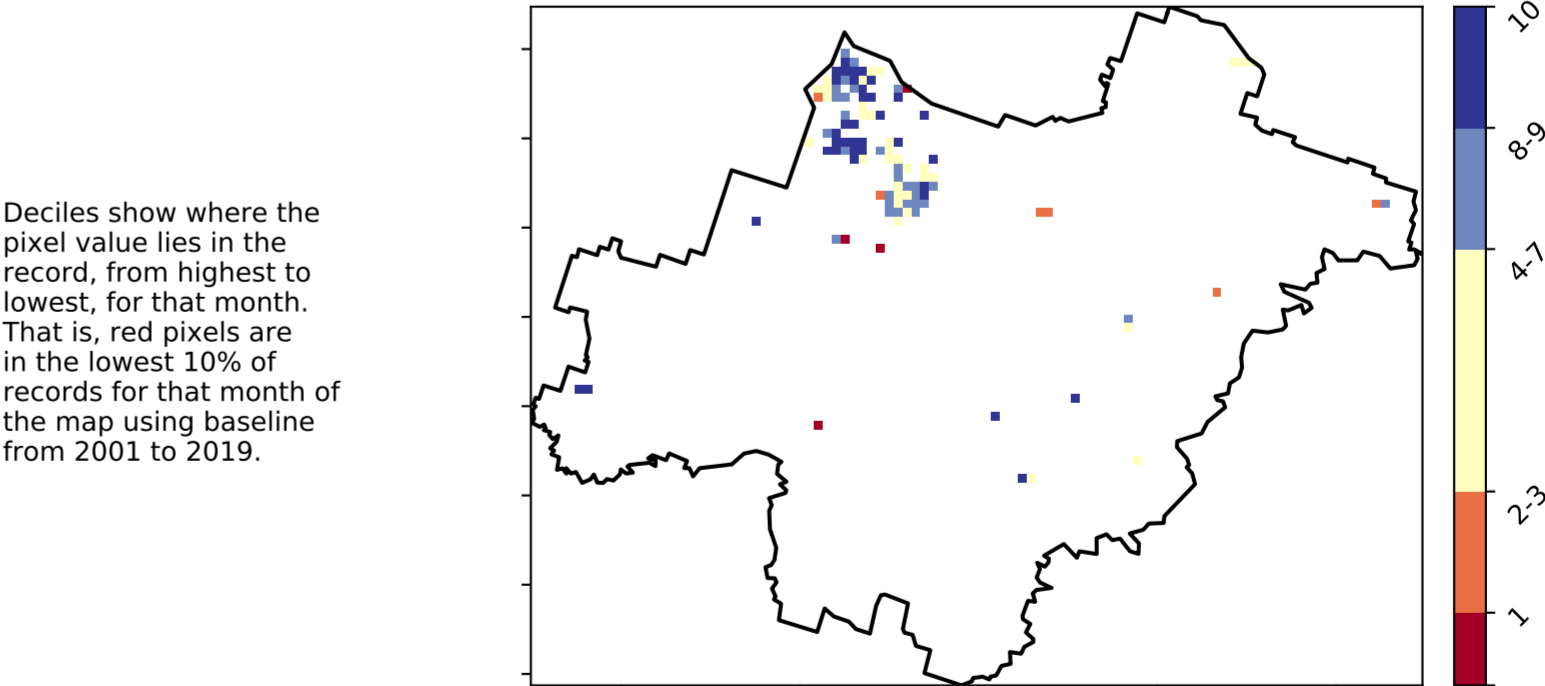 Deciles show where the
pixel value lies in the
record, from highest to
lowest, for that month.
That is, red pixels are
in the lowest 10% of
records for that month of
the map using baseline
from 2001 to 2019.
10
8-9
4-7
2-3
1